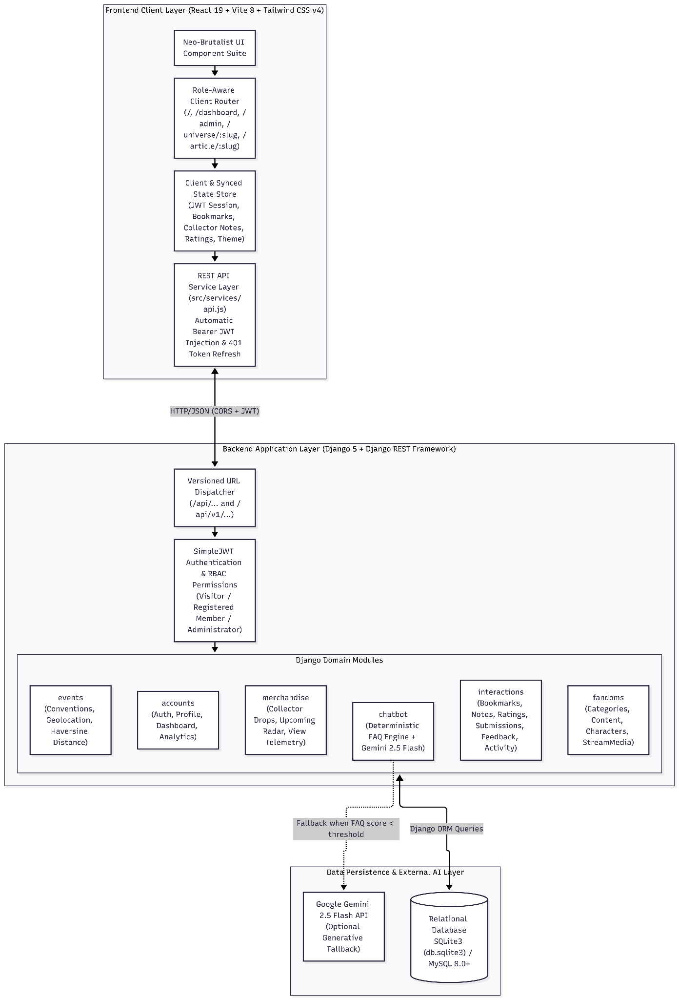 Frontend Client Layer (React 19 + Vite 8 + Tailwind CSS v4)
Neo-Brutalist UI
Component Suite
Role-Aware
Client Router
(/, /dashboard, /
admin, /
universe/:slug, /
article/:slug)
Client & Synced
State Store
(JWT Session,
Bookmarks,
Collector Notes,
Ratings, Theme)
REST API
Service Layer
(src/services/
api.js)
Automatic
Bearer JWT
Injection & 401
Token Refresh
HTTP/JSON (CORS + JWT)
Backend Application Layer (Django 5 + Django REST Framework)
Versioned URL
Dispatcher
(/api/... and /
api/v1/...)
SimpleJWT
Authentication
& RBAC
Permissions
(Visitor /
Registered
Member /
Administrator)
Django Domain Modules
events
(Conventions,
Geolocation,
Haversine
Distance)
accounts
(Auth, Profile,
Dashboard,
Analytics)
merchandise
(Collector
Drops, Upcoming
Radar, View
Telemetry)
chatbot
(Deterministic
FAQ Engine +
Gemini 2.5 Flash)
interactions
(Bookmarks,
Notes, Ratings,
Submissions,
Feedback,
Activity)
fandoms
(Categories,
Content,
Characters,
StreamMedia)
Fallback when FAQ score <
threshold
Django ORM Queries
Data Persistence & External AI Layer
Google Gemini
2.5 Flash API
(Optional
Generative
Fallback)
Relational
Database
SQLite3
(db.sqlite3) /
MySQL 8.0+